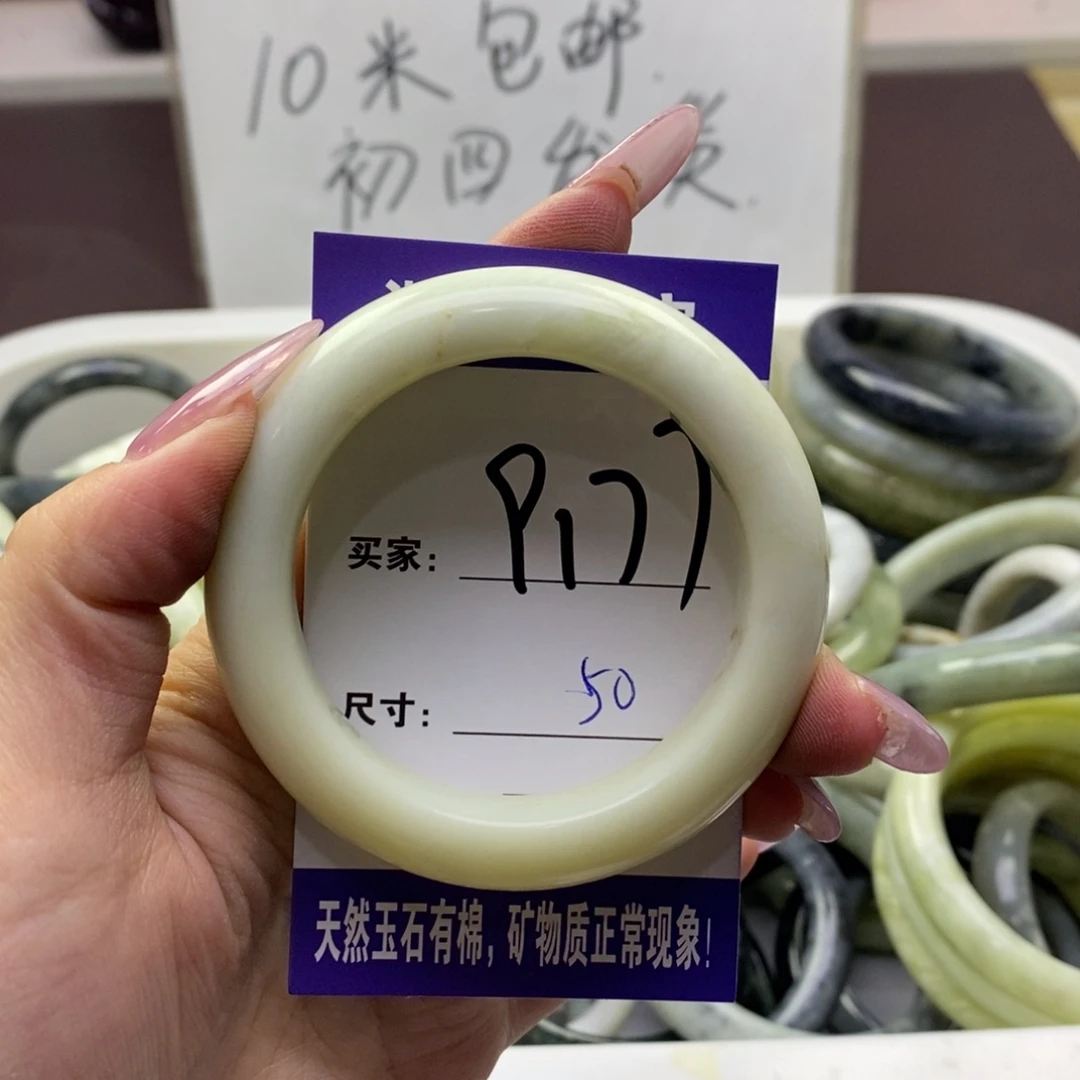 10米包邮.
初四发货.
买家: P177
尺寸: 50
天然玉石有棉,矿物质正常现象!